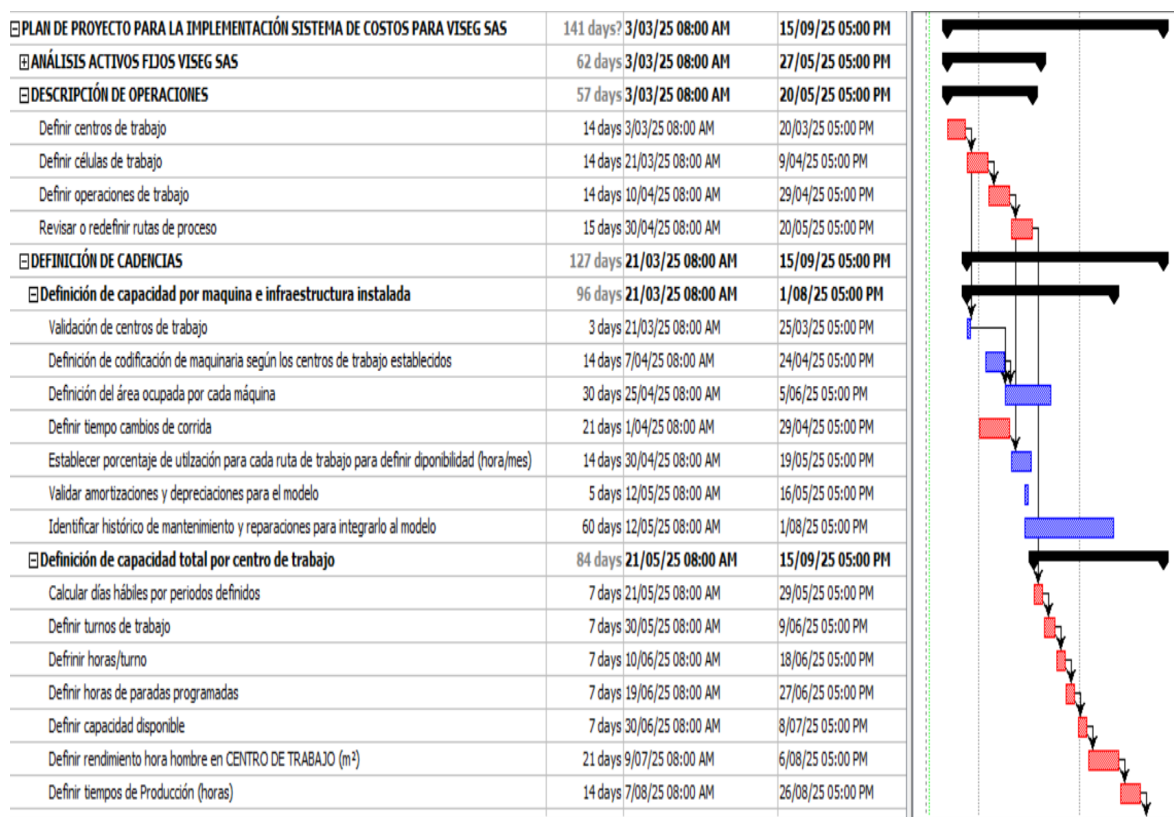 PLAN DE PROYECTO PARA LA IMPLEMENTACIÓN SISTEMA DE COSTOS PARA VISEG SAS 141 days? 3/03/25 08:00 AM 15/09/25 05:00 PM
ANÁLISIS ACTIVOS FIJOS VISEG SAS 62 days 3/03/25 08:00 AM 27/05/25 05:00 PM
DESCRIPCIÓN DE OPERACIONES 57 days 3/03/25 08:00 AM 20/05/25 05:00 PM
Definir centros de trabajo 14 days 3/03/25 08:00 AM 20/03/25 05:00 PM
Definir células de trabajo 14 days 21/03/25 08:00 AM 9/04/25 05:00 PM
Definir operaciones de trabajo 14 days 10/04/25 08:00 AM 29/04/25 05:00 PM
Revisar o redefinir rutas de proceso 15 days 30/04/25 08:00 AM 20/05/25 05:00 PM
DEFINICIÓN DE CADENCIAS 127 days 21/03/25 08:00 AM 15/09/25 05:00 PM
Definición de capacidad por maquina e infraestructura instalada 96 days 21/03/25 08:00 AM 1/08/25 05:00 PM
Validación de centros de trabajo 3 days 21/03/25 08:00 AM 25/03/25 05:00 PM
Definición de codificación de maquinaria según los centros de trabajo establecidos 14 days 7/04/25 08:00 AM 24/04/25 05:00 PM
Definición del área ocupada por cada máquina 30 days 25/04/25 08:00 AM 5/06/25 05:00 PM
Definir tiempo cambios de corrida 21 days 1/04/25 08:00 AM 29/04/25 05:00 PM
Establecer porcentaje de utilzación para cada ruta de trabajo para definir diponibilidad (hora/mes) 14 days 30/04/25 08:00 AM 19/05/25 05:00 PM
Validar amortizaciones y depreciaciones para el modelo 5 days 12/05/25 08:00 AM 16/05/25 05:00 PM
Identificar histórico de mantenimiento y reparaciones para integrarlo al modelo 60 days 12/05/25 08:00 AM 1/08/25 05:00 PM
Definición de capacidad total por centro de trabajo 84 days 21/05/25 08:00 AM 15/09/25 05:00 PM
Calcular días hábiles por periodos definidos 7 days 21/05/25 08:00 AM 29/05/25 05:00 PM
Definir turnos de trabajo 7 days 30/05/25 08:00 AM 9/06/25 05:00 PM
Defrinir horas/turno 7 days 10/06/25 08:00 AM 18/06/25 05:00 PM
Definir horas de paradas programadas 7 days 19/06/25 08:00 AM 27/06/25 05:00 PM
Definir capacidad disponible 7 days 30/06/25 08:00 AM 8/07/25 05:00 PM
Definir rendimiento hora hombre en CENTRO DE TRABAJO (m²) 21 days 9/07/25 08:00 AM 6/08/25 05:00 PM
Definir tiempos de Producción (horas) 14 days 7/08/25 08:00 AM 26/08/25 05:00 PM